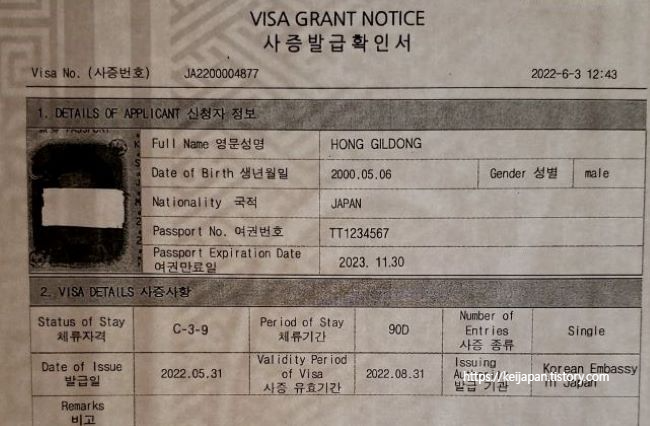 VISA GRANT NOTICE
사증발급확인서
Visa No. (사증번호) JA2200004877 2022-6-3 12:43
1. DETAILS OF APPLICANT 신청자 정보
PASSPORT
Full Name 영문성명 HONG GILDONG
Date of Birth 생년월일 2000.05.06 Gender 성별 male
Nationality 국적 JAPAN
Passport No. 여권번호 TT1234567
Passport Expiration Date
여권만료일 2023. 11.30
2. VISA DETAILS 사증사항
Status of Stay
체류자격 C-3-9 Period of Stay
체류기간 90D Number of
Entries
사증 종류 Single
Date of Issue
발급일 2022.05.31 Validity Period
of Visa
사증 유효기간 2022.08.31 Issuing
발급 기관 Korean Embassy
in Japan
https://keijapan.tistory.com
Remarks
비고